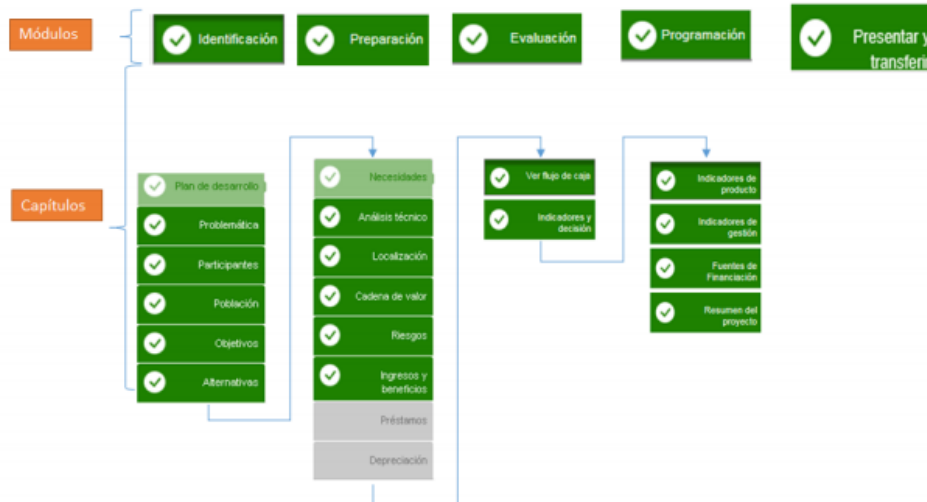 Módulos
Identificación
Preparación
Evaluación
Programación
Presentar y
transferir
Capítulos
Plan de desarrollo
Problemática
Participantes
Población
Objetivos
Alternativas
Necesidades
Análisis técnico
Localización
Cadena de valor
Riesgos
Ingresos y
beneficios
Préstamos
Depreciación
Ver flujo de caja
Indicadores y
decisión
Indicadores de
producto
Indicadores de
gestión
Fuentes de
Financiación
Resumen del
proyecto